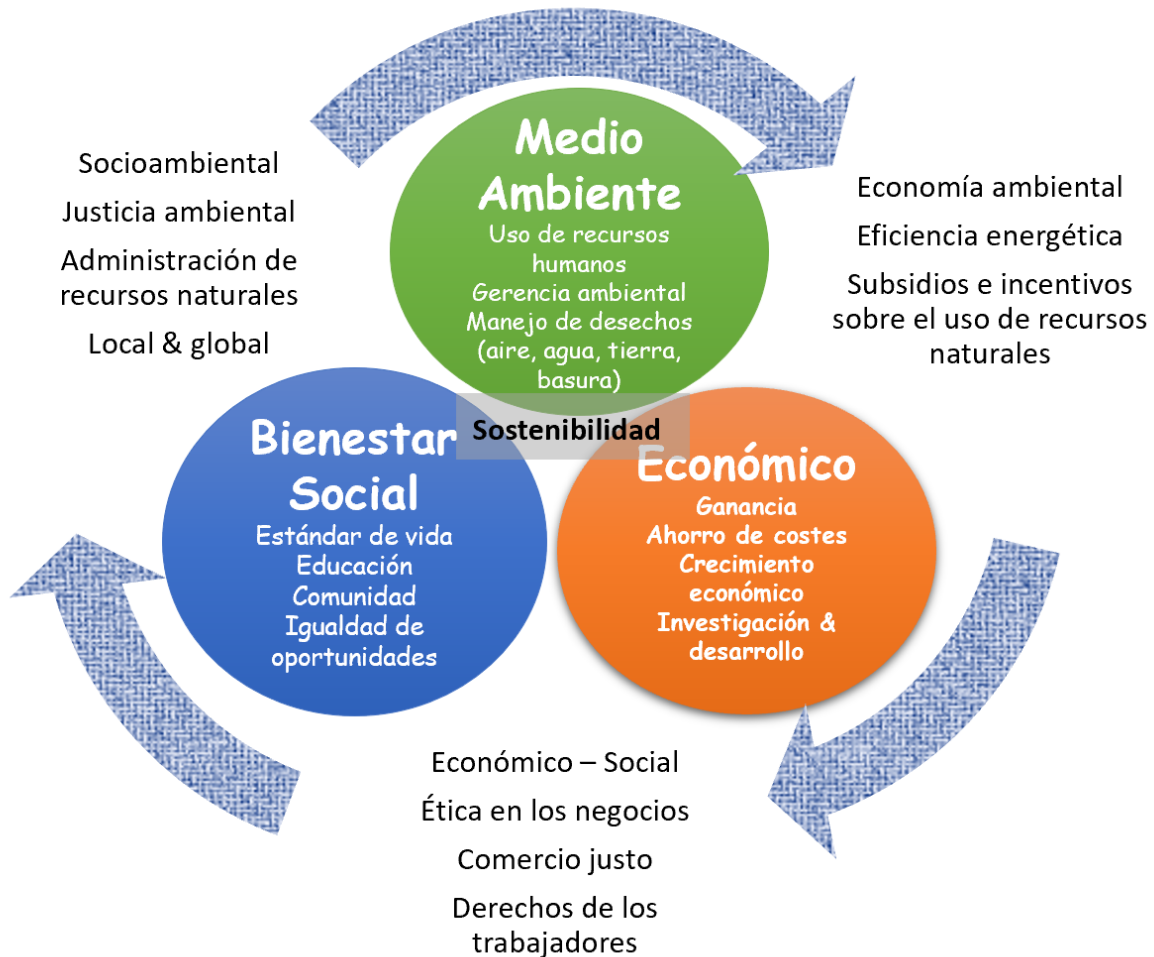 Medio
Ambiente
Uso de recursos
humanos
Gerencia ambiental
Manejo de desechos
(aire, agua, tierra,
basura)
Socioambiental
Justicia ambiental
Administración de
recursos naturales
Local & global
Economía ambiental
Eficiencia energética
Subsidios e incentivos
sobre el uso de recursos
naturales
Sostenibilidad
Bienestar
Social
Estándar de vida
Educación
Comunidad
Igualdad de
oportunidades
Económico
Ganancia
Ahorro de costes
Crecimiento
económico
Investigación &
desarrollo
Económico – Social
Ética en los negocios
Comercio justo
Derechos de los
trabajadores